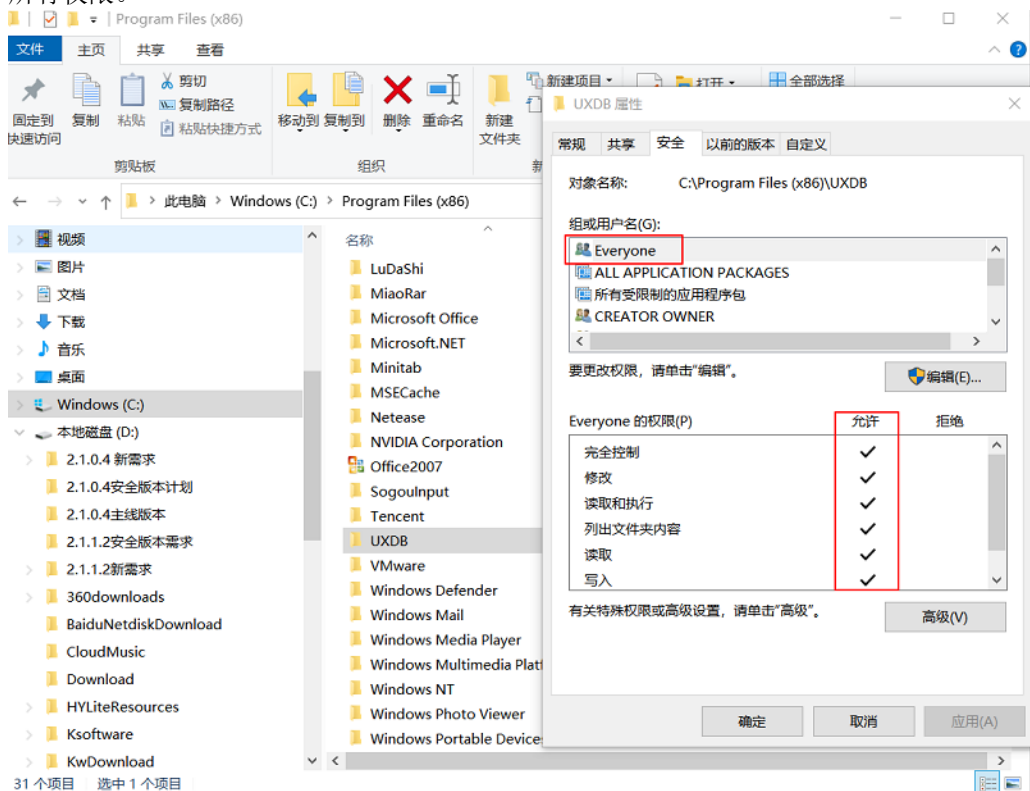 Program Files (x86)
文件 主页 共享 查看
固定到快速访问
复制
粘贴
剪切
复制路径
粘贴快捷方式
移动到 复制到 删除 重命名
新建文件夹
新建项目
打开
全部选择
剪贴板 组织 新
此电脑 Windows (C:) Program Files (x86)
视频
图片
文档
下载
音乐
桌面
Windows (C:)
本地磁盘 (D:)
2.1.0.4 新需求
2.1.0.4安全版本计划
2.1.0.4主线版本
2.1.1.2安全版本需求
2.1.1.2新需求
360downloads
BaiduNetdiskDownload
CloudMusic
Download
HYLiteResources
Ksoftware
KwDownload
名称
LuDaShi
MiaoRar
Microsoft Office
Microsoft.NET
Minitab
MSECache
Netease
NVIDIA Corporation
Office2007
SogouInput
Tencent
UXDB
VMware
Windows Defender
Windows Mail
Windows Media Player
Windows Multimedia Platf
Windows NT
Windows Photo Viewer
Windows Portable Device
31 个项目 选中 1 个项目
UXDB 属性
常规 共享 安全 以前的版本 自定义
对象名称: C:\Program Files (x86)\UXDB
组或用户名(G):
Everyone
ALL APPLICATION PACKAGES
所有受限制的应用程序包
CREATOR OWNER
要更改权限，请单击"编辑"。
编辑(E)...
Everyone 的权限(P) 允许 拒绝
完全控制
修改
读取和执行
列出文件夹内容
读取
写入
有关特殊权限或高级设置，请单击"高级"。
高级(V)
确定 取消 应用(A)